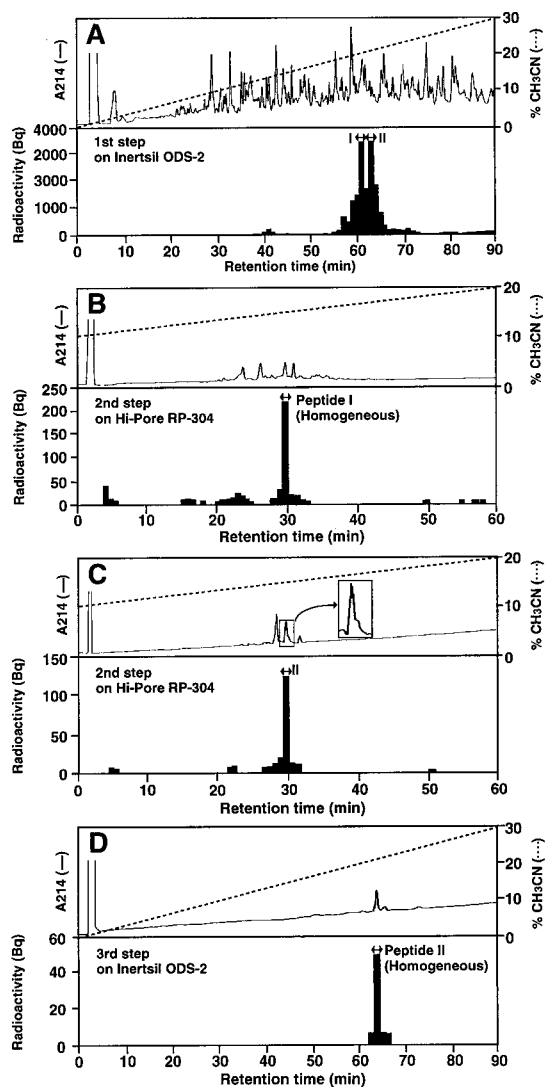 A
A214 (—)
30
20
10
0
% CH3CN (----)
Radioactivity (Bq)
4000
2000
3000
1000
0
1st step
on Inertsil ODS-2
I
II
0 10 20 30 40 50 60 70 80 90
Retention time (min)
B
A214 (—)
20
10
0
% CH3CN (----)
Radioactivity (Bq)
250
200
150
100
50
0
2nd step
on Hi-Pore RP-304
Peptide I
(Homogeneous)
0 10 20 30 40 50 60
Retention time (min)
C
A214 (—)
20
10
0
% CH3CN (----)
Radioactivity (Bq)
150
100
50
0
2nd step
on Hi-Pore RP-304
II
0 10 20 30 40 50 60
Retention time (min)
D
A214 (—)
30
20
10
0
% CH3CN (----)
Radioactivity (Bq)
60
40
20
0
3rd step
on Inertsil ODS-2
Peptide II
(Homogeneous)
0 10 20 30 40 50 60 70 80 90
Retention time (min)